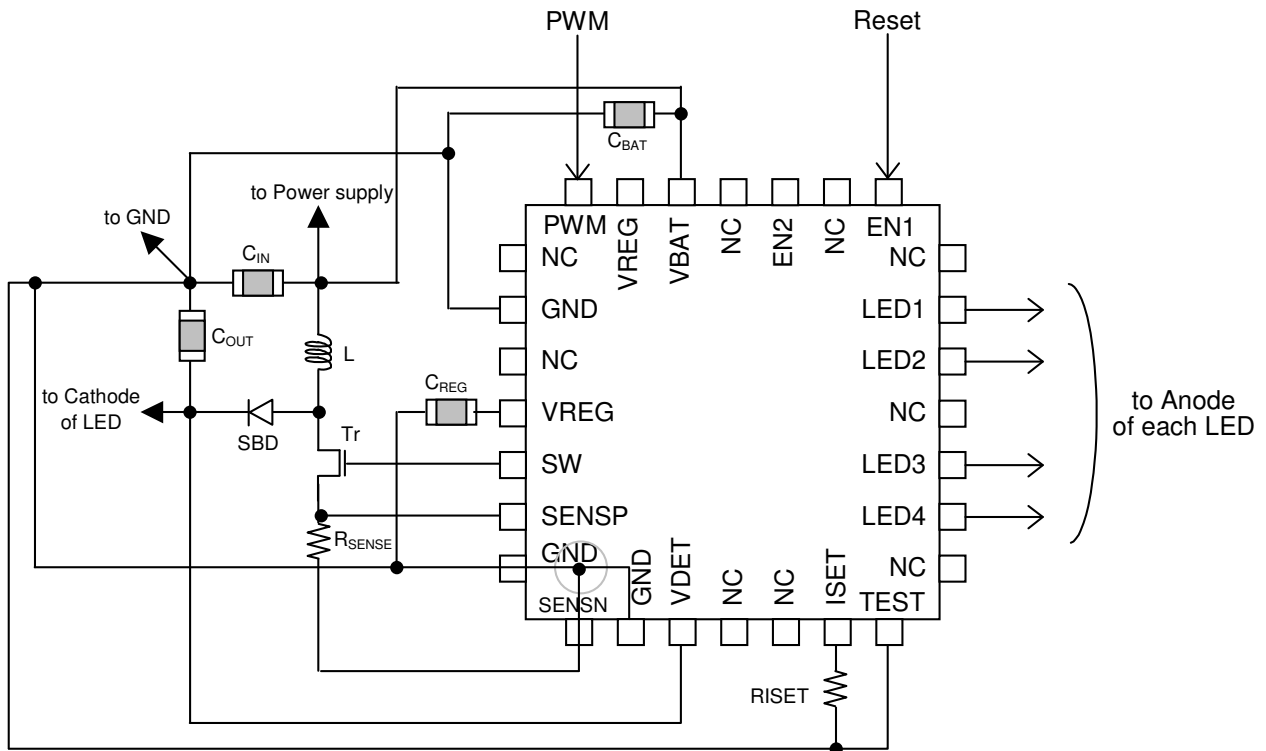 PWM
Reset
CBAT
to Power supply
to GND
CIN
COUT
L
CREG
to Cathode
of LED
SBD
Tr
RSENSE
PWM
VREG
VBAT
NC
EN2
NC
EN1
NC
GND
NC
VREG
SW
SENSP
GND
SENSN
GND
VDET
NC
NC
ISET
TEST
NC
LED1
LED2
NC
LED3
LED4
NC
to Anode
of each LED
RISET